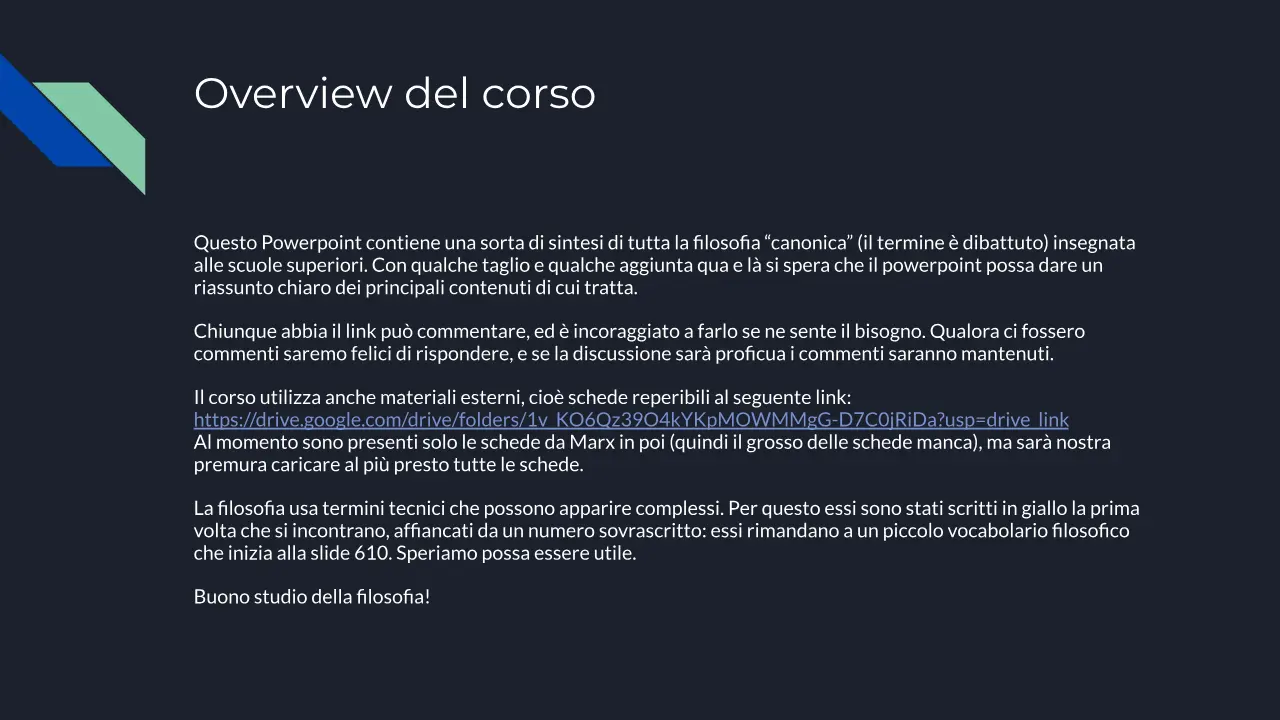 Overview del corso
Questo Powerpoint contiene una sorta di sintesi di tutta la filosofia “canonica” (il termine è dibattuto) insegnata
alle scuole superiori. Con qualche taglio e qualche aggiunta qua e là si spera che il powerpoint possa dare un
riassunto chiaro dei principali contenuti di cui tratta.
Chiunque abbia il link può commentare, ed è incoraggiato a farlo se ne sente il bisogno. Qualora ci fossero
commenti saremo felici di rispondere, e se la discussione sarà proficua i commenti saranno mantenuti.
Il corso utilizza anche materiali esterni, cioè schede reperibili al seguente link:
https://drive.google.com/drive/folders/1v_KO6Qz39O4kYKpMOWMMgG-D7C0jRiDa?usp=drive_link
Al momento sono presenti solo le schede da Marx in poi (quindi il grosso delle schede manca), ma sarà nostra
premura caricare al più presto tutte le schede.
La filosofia usa termini tecnici che possono apparire complessi. Per questo essi sono stati scritti in giallo la prima
volta che si incontrano, affiancati da un numero sovrascritto: essi rimandano a un piccolo vocabolario filosofico
che inizia alla slide 610. Speriamo possa essere utile.
Buono studio della filosofia!